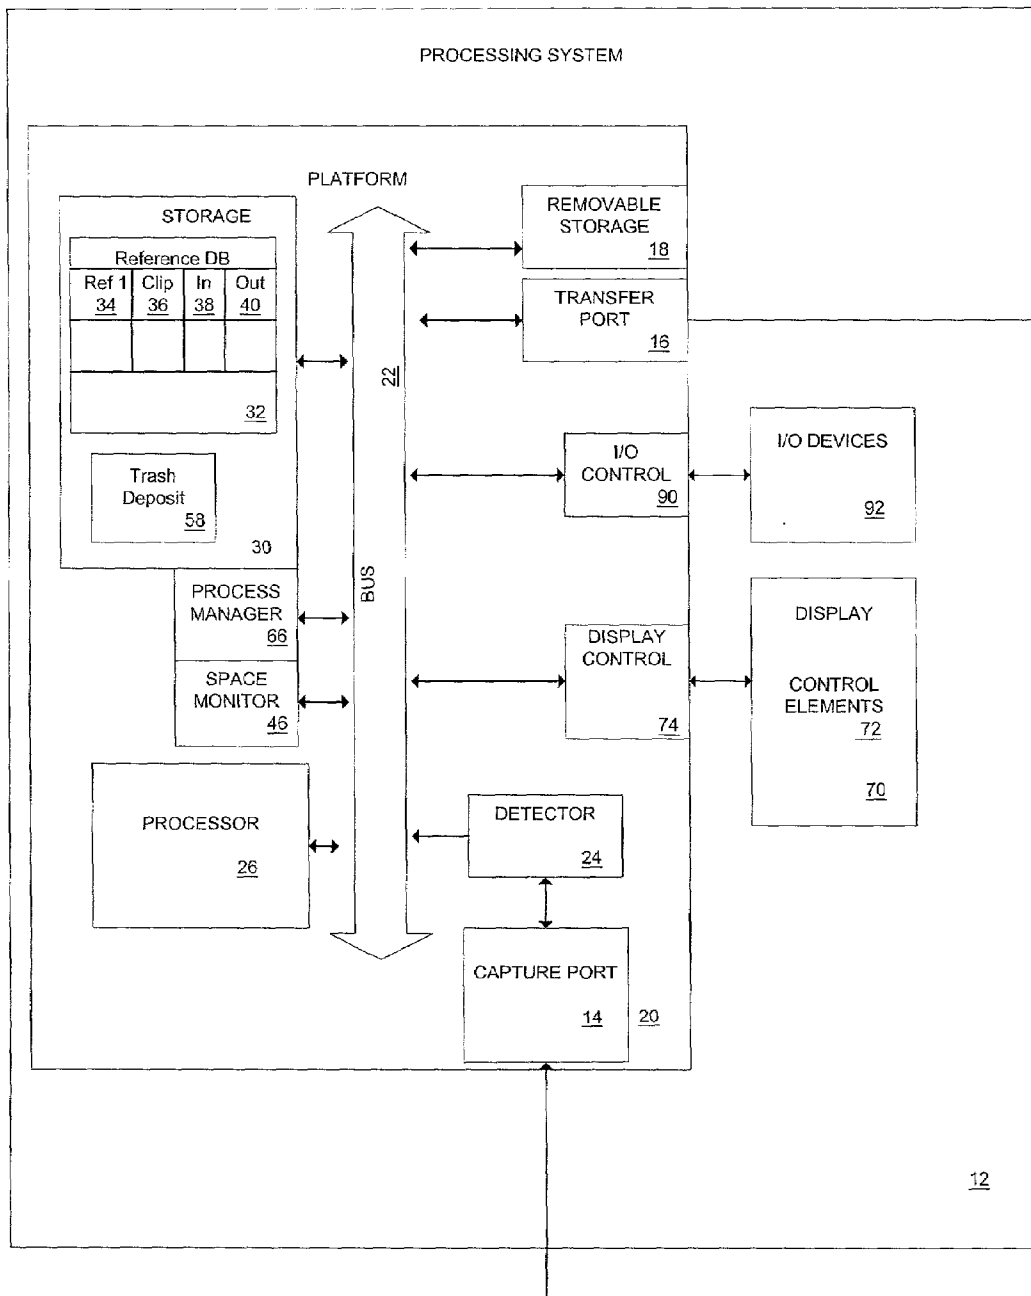 PROCESSING SYSTEM
PLATFORM
STORAGE
Reference DB
Ref 1 Clip In Out
34 36 38 40
32
Trash
Deposit
58
30
PROCESS
MANAGER
66
SPACE
MONITOR
46
PROCESSOR
26
BUS
22
REMOVABLE
STORAGE
18
TRANSFER
PORT
16
I/O
CONTROL
90
I/O DEVICES
92
DISPLAY
CONTROL
74
DISPLAY
CONTROL
ELEMENTS
72
70
DETECTOR
24
CAPTURE PORT
14
20
12